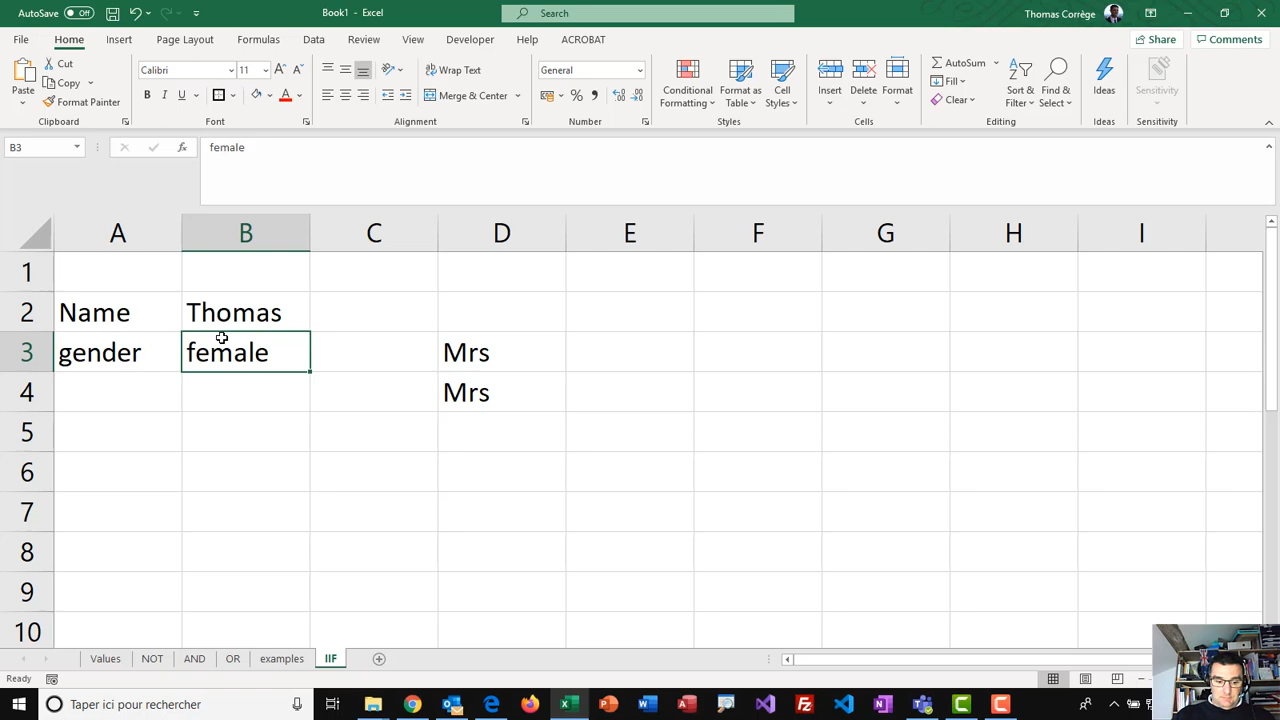 AutoSave Off Book1 - Excel Search Thomas Corrège
File Home Insert Page Layout Formulas Data Review View Developer Help ACROBAT Share Comments
Paste Cut Copy Format Painter Clipboard
Calibri 11 B I U A Font
Wrap Text Merge & Center Alignment
General % Number
Conditional Formatting Format as Table Cell Styles Styles
Insert Delete Format Cells
AutoSum Fill Clear Sort & Filter Find & Select Editing
Ideas Ideas
Sensitivity Sensitivity
B3 fx female
A B C D E F G H I
1
2 Name Thomas
3 gender female Mrs
4 Mrs
5
6
7
8
9
10
Values NOT AND OR examples IIF
Ready
Taper ici pour rechercher